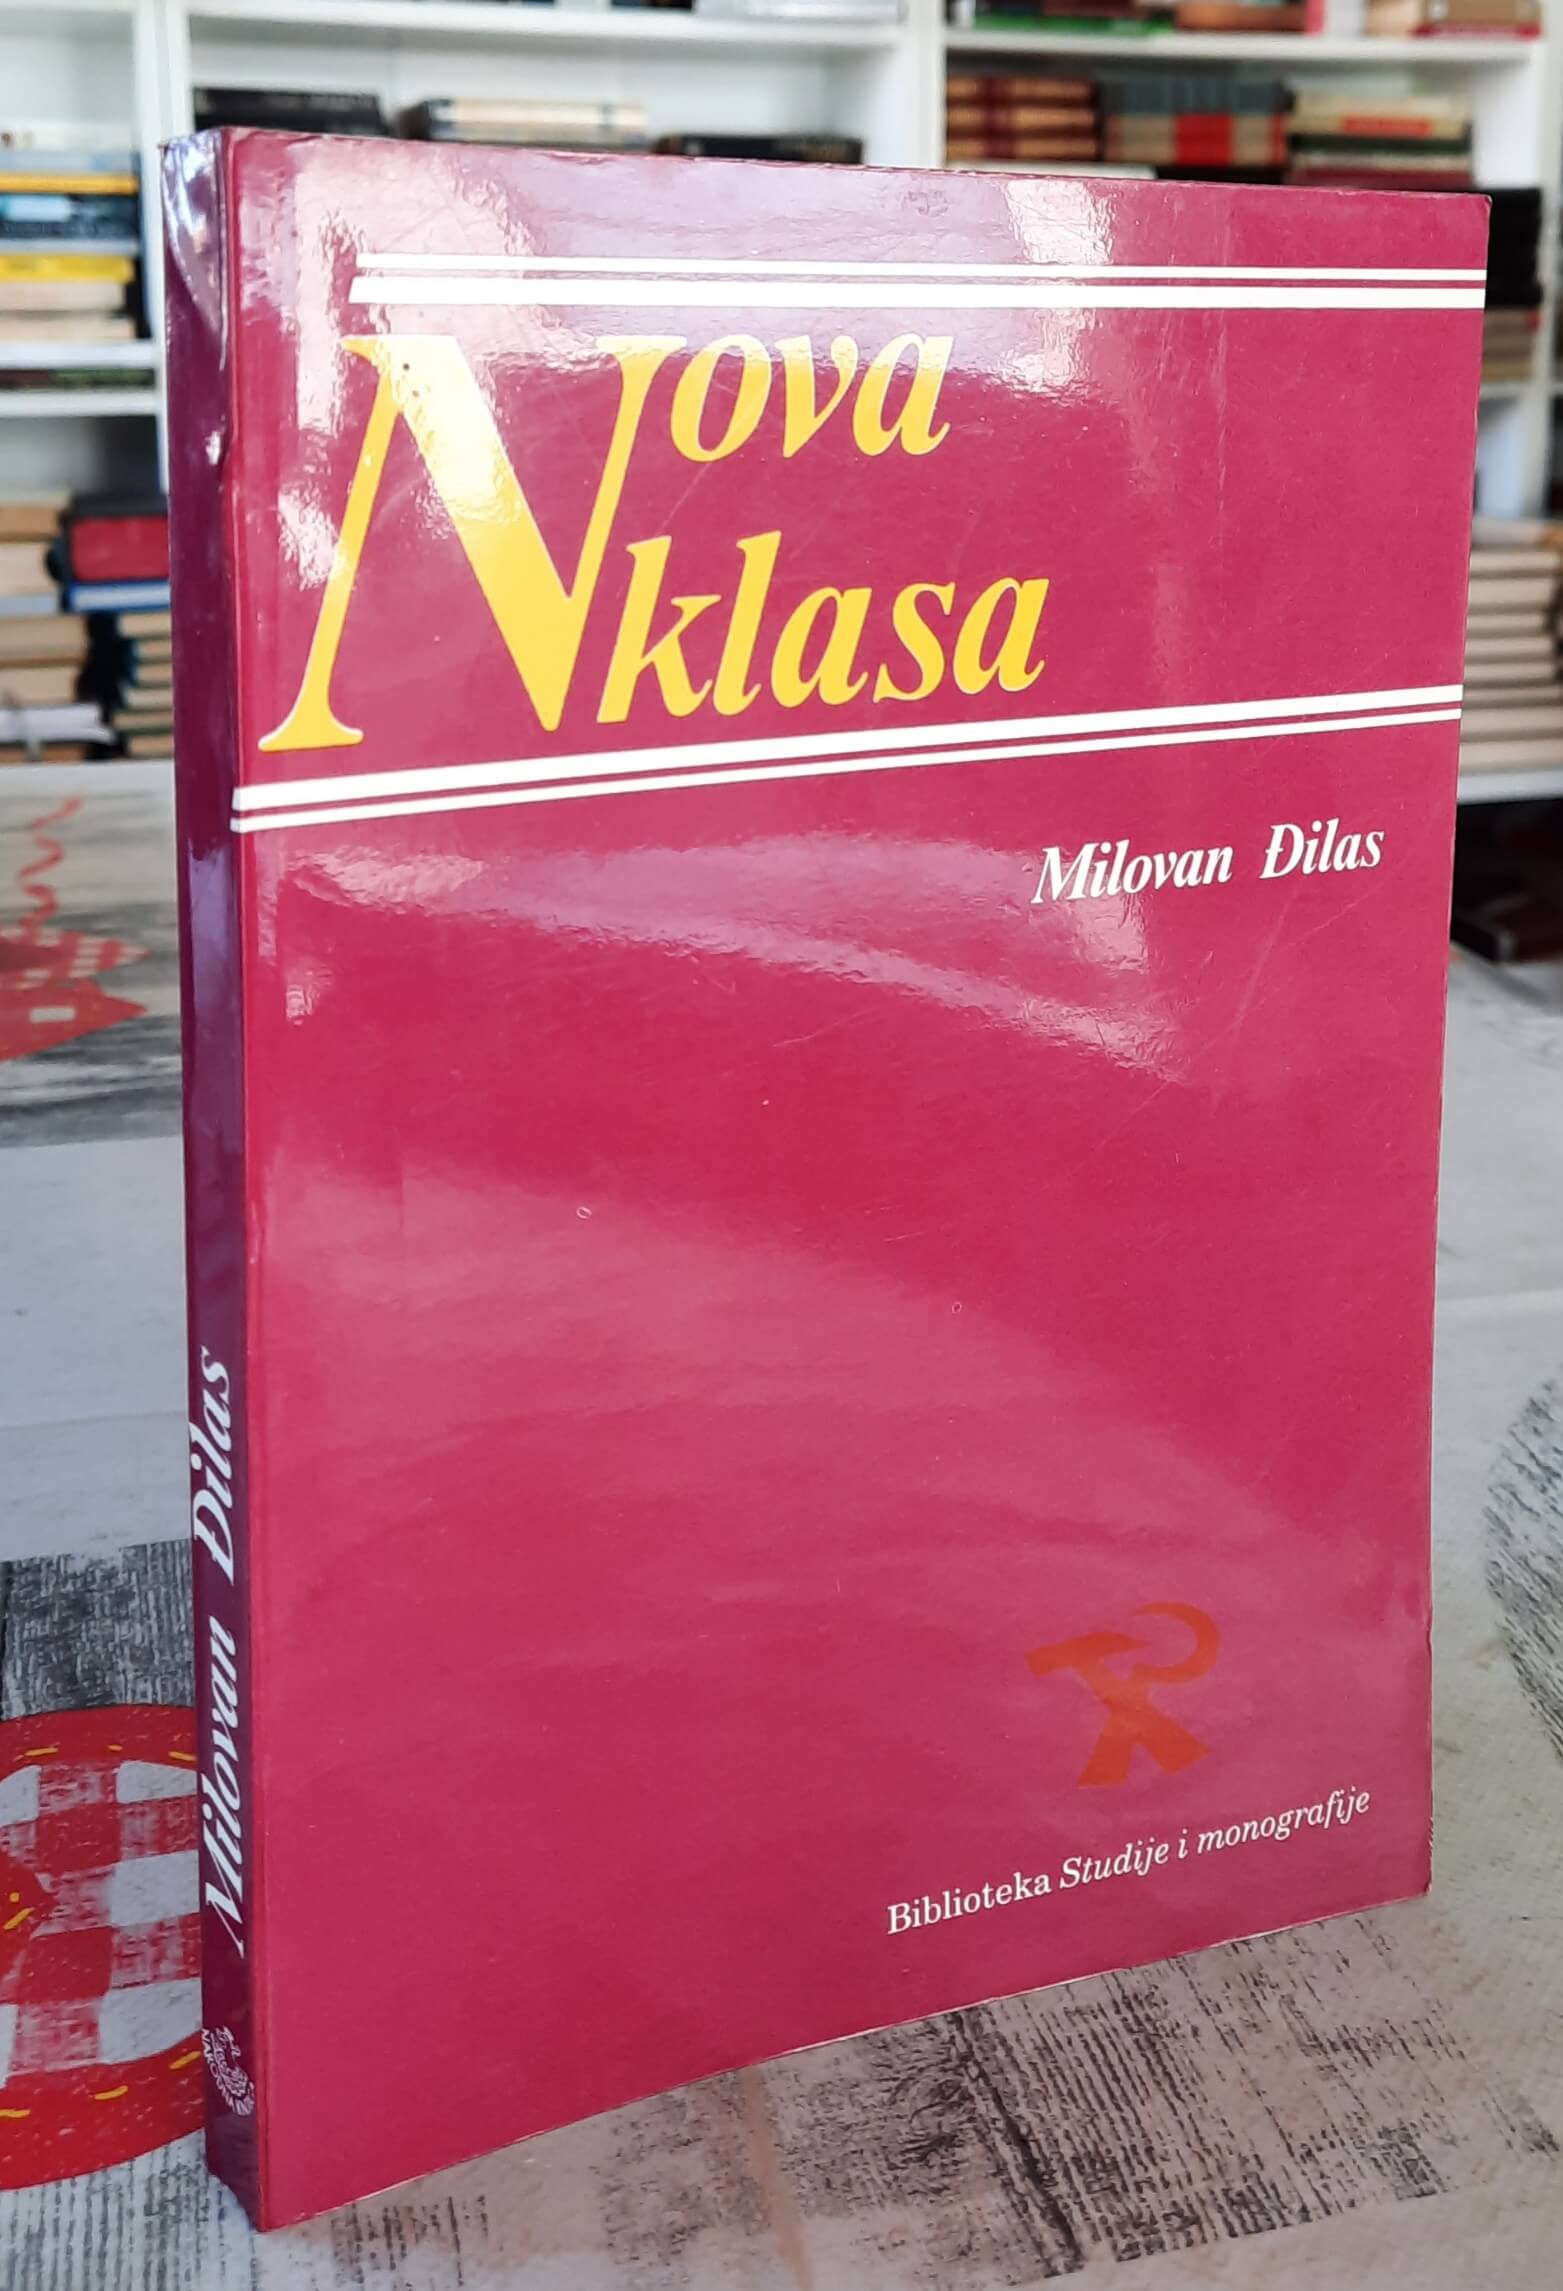 Nova
klasa
Milovan Đilas
Biblioteka Studije i monografije
Milovan Đilas